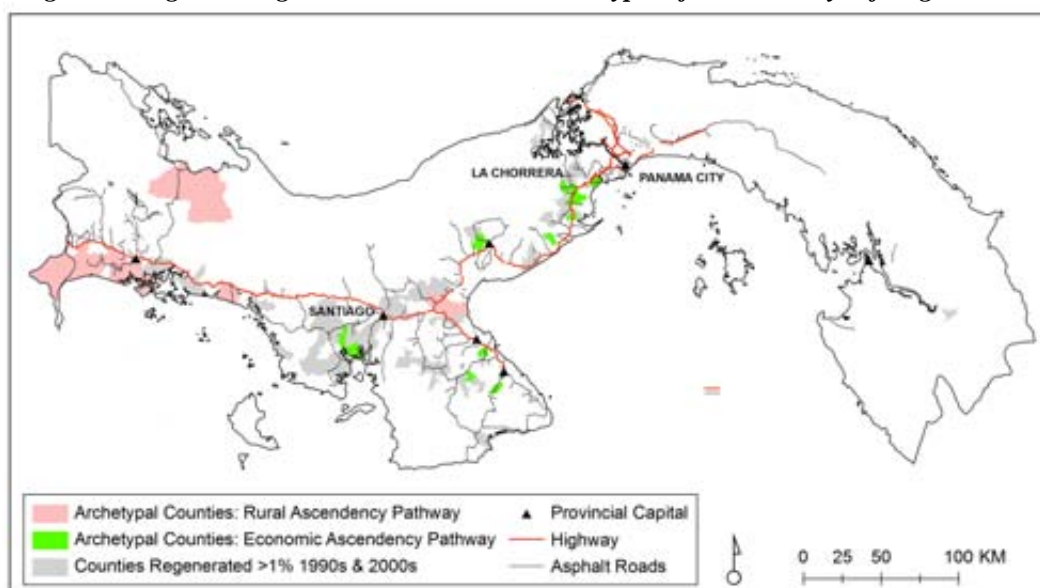 LA CHORRERA
PANAMA CITY
SANTIAGO
Archetypal Counties: Rural Ascendency Pathway
Archetypal Counties: Economic Ascendency Pathway
Counties Regenerated >1% 1990s & 2000s
Provincial Capital
Highway
Asphalt Roads
0 25 50 100 KM